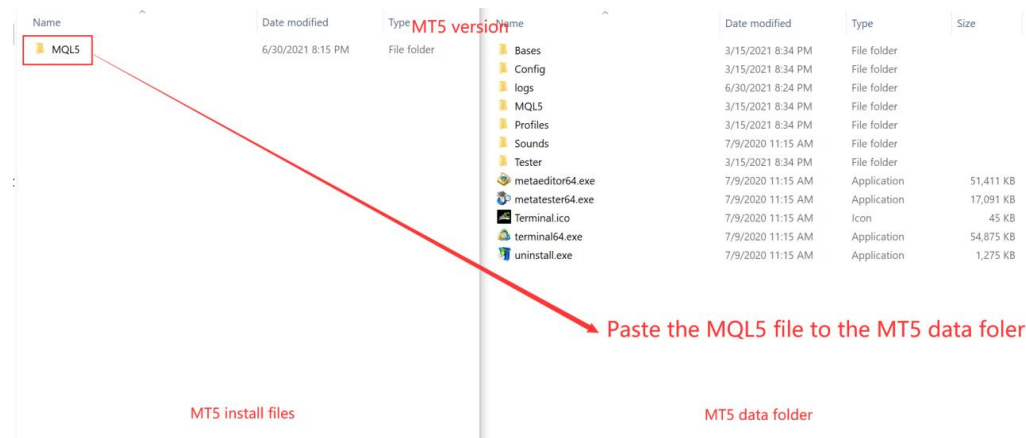 Name Date modified Type
MQL5 6/30/2021 8:15 PM File folder
MT5 version
Name Date modified Type Size
Bases 3/15/2021 8:34 PM File folder
Config 3/15/2021 8:34 PM File folder
logs 6/30/2021 8:24 PM File folder
MQL5 3/15/2021 8:34 PM File folder
Profiles 3/15/2021 8:34 PM File folder
Sounds 7/9/2020 11:15 AM File folder
Tester 3/15/2021 8:34 PM File folder
metaeditor64.exe 7/9/2020 11:15 AM Application 51,411 KB
metatester64.exe 7/9/2020 11:15 AM Application 17,091 KB
Terminal.ico 7/9/2020 11:15 AM Icon 45 KB
terminal64.exe 7/9/2020 11:15 AM Application 54,875 KB
uninstall.exe 7/9/2020 11:15 AM Application 1,275 KB
Paste the MQL5 file to the MT5 data foler
MT5 install files
MT5 data folder